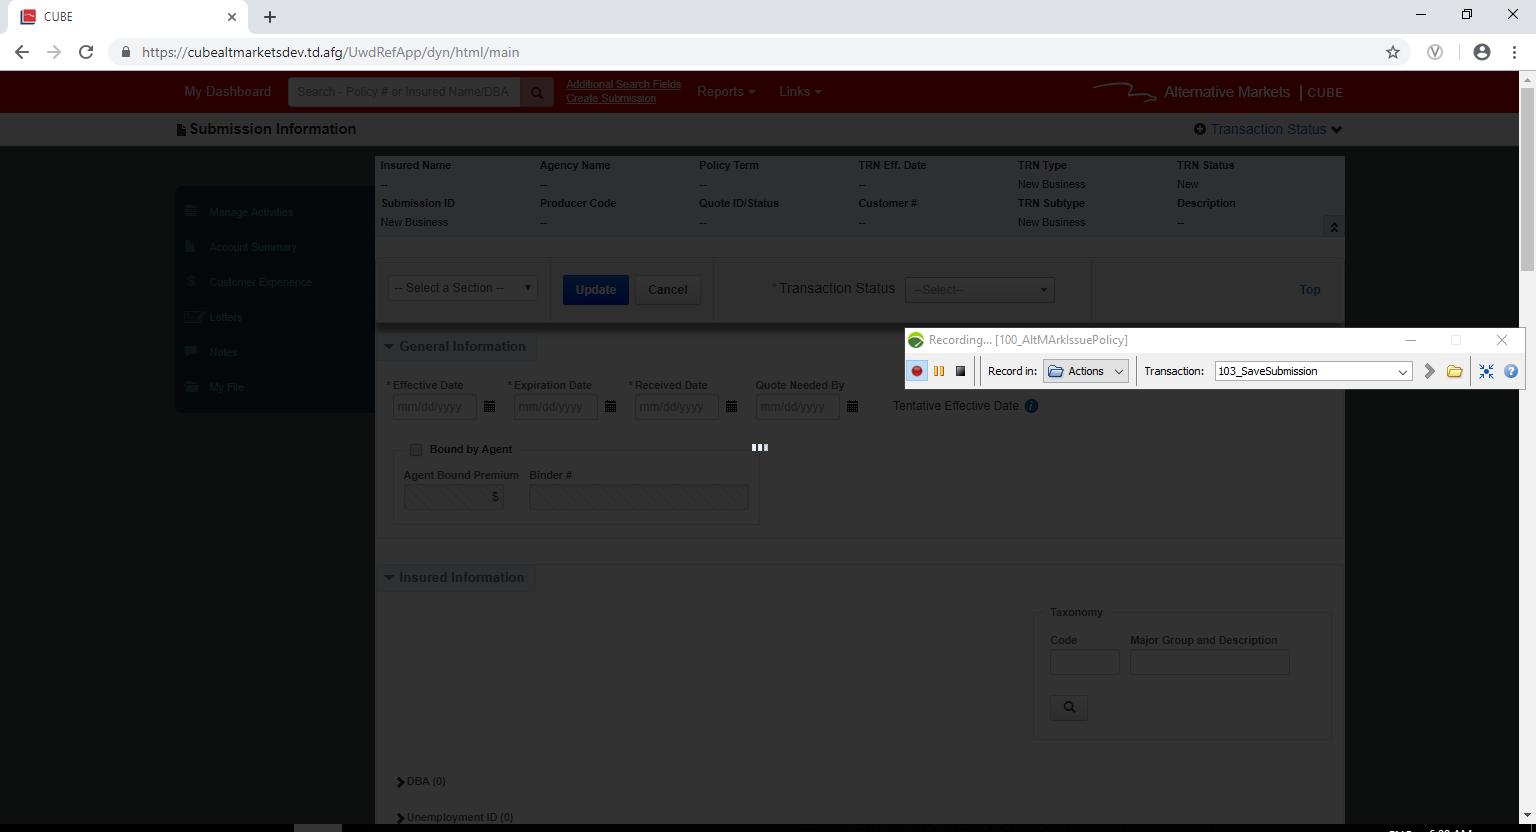 CUBE
https://cubealtmarketsdev.td.afg/UwdRefApp/dyn/html/main
My Dashboard
Search - Policy # or Insured Name/DBA
Additional Search Fields
Create Submission
Reports
Links
Alternative Markets | CUBE
Submission Information
Transaction Status
Insured Name Agency Name Policy Term TRN Eff. Date TRN Type TRN Status
-- -- -- -- New Business New
Submission ID Producer Code Quote ID/Status Customer # TRN Subtype Description
New Business -- -- -- New Business --
Manage Activities
Account Summary
Customer Experience
Letters
Notes
My File
-- Select a Section --
Update
Cancel
*Transaction Status
--Select--
Top
Recording... [100_AltMArkIssuePolicy]
Record in: Actions
Transaction: 103_SaveSubmission
General Information
*Effective Date *Expiration Date *Received Date Quote Needed By
mm/dd/yyyy mm/dd/yyyy mm/dd/yyyy mm/dd/yyyy
Tentative Effective Date
Bound by Agent
Agent Bound Premium Binder #
$
Insured Information
Taxonomy
Code Major Group and Description
DBA (0)
Unemployment ID (0)